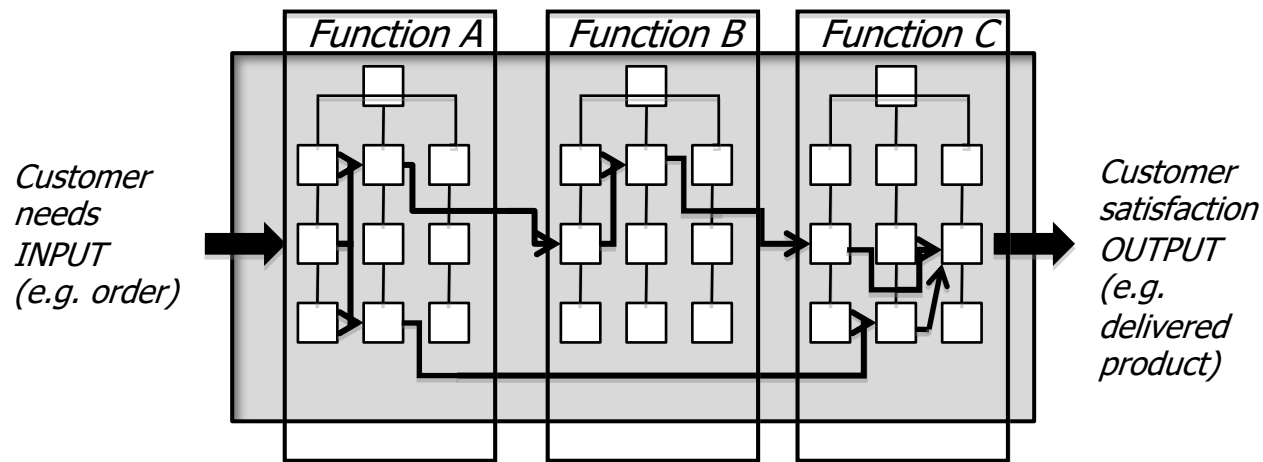 Function A
Function B
Function C
Customer
needs
INPUT
(e.g. order)
Customer
satisfaction
OUTPUT
(e.g.
delivered
product)